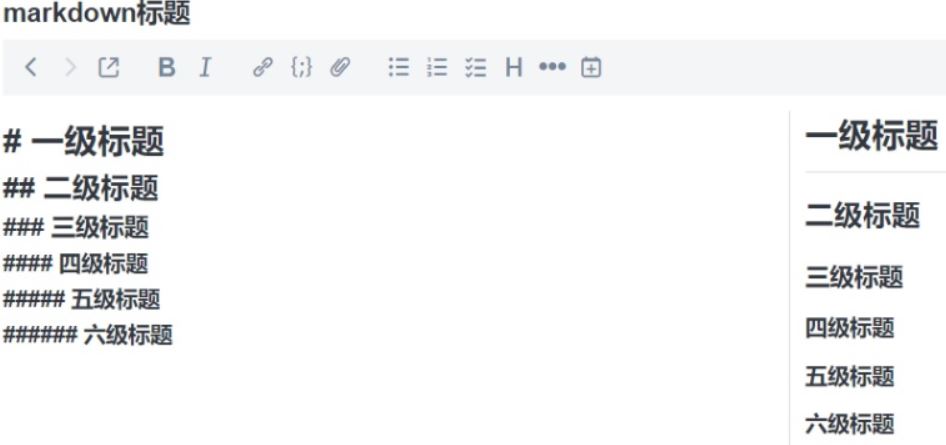 markdown标题
B I {;} H
# 一级标题
## 二级标题
### 三级标题
#### 四级标题
##### 五级标题
###### 六级标题
一级标题
二级标题
三级标题
四级标题
五级标题
六级标题